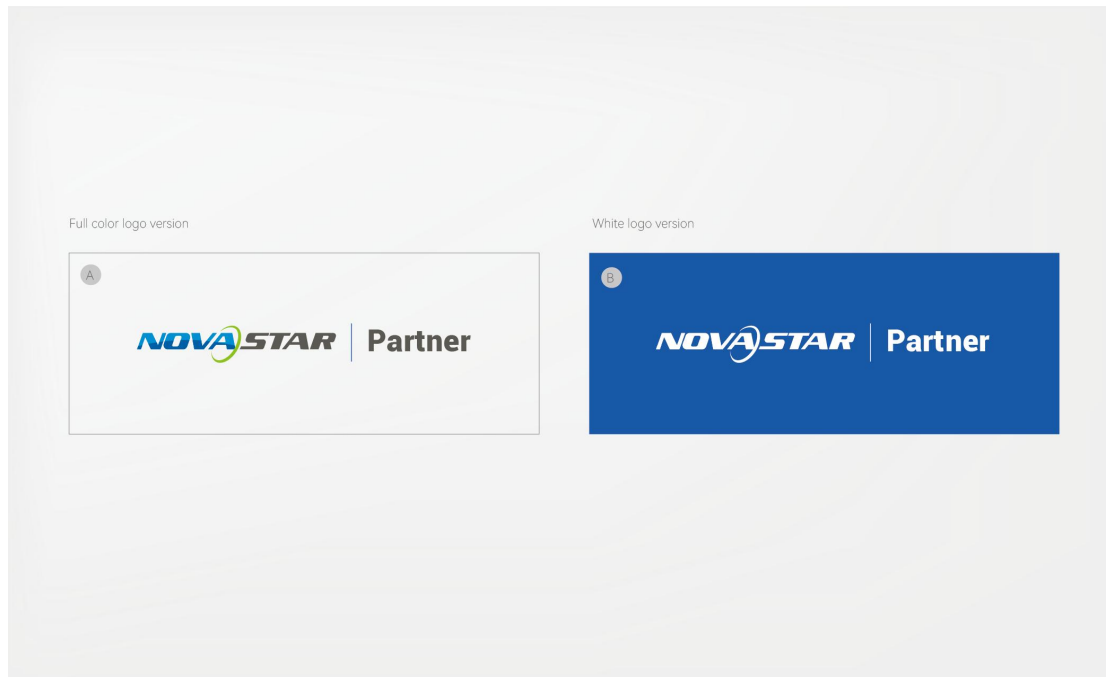 Full color logo version
A
NOVASTAR | Partner
White logo version
B
NOVASTAR | Partner